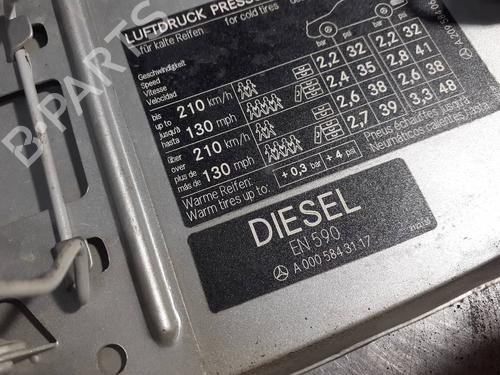 LUFTDRUCK PRESS
für kalte Reifen
for cold tires
bar
psi
Geschwindigkeit
Speed
Vitesse
Velocidad
bis
up to
jusqu'à
hasta
210 km/h
130 mph
2,2 32 2,2 32
2,4 35 2,8 41
über
over
plus de
más de
210 km/h
130 mph
2,6 38 2,6 38
2,7 39 3,3 48
Warme Reifen:
Warm tires up to:
+ 0,3 bar + 4 psi
Pneus échauffés jusqu'à
Neumáticos calientes
DIESEL
EN 590
A 000 584 31 17
B-Parts